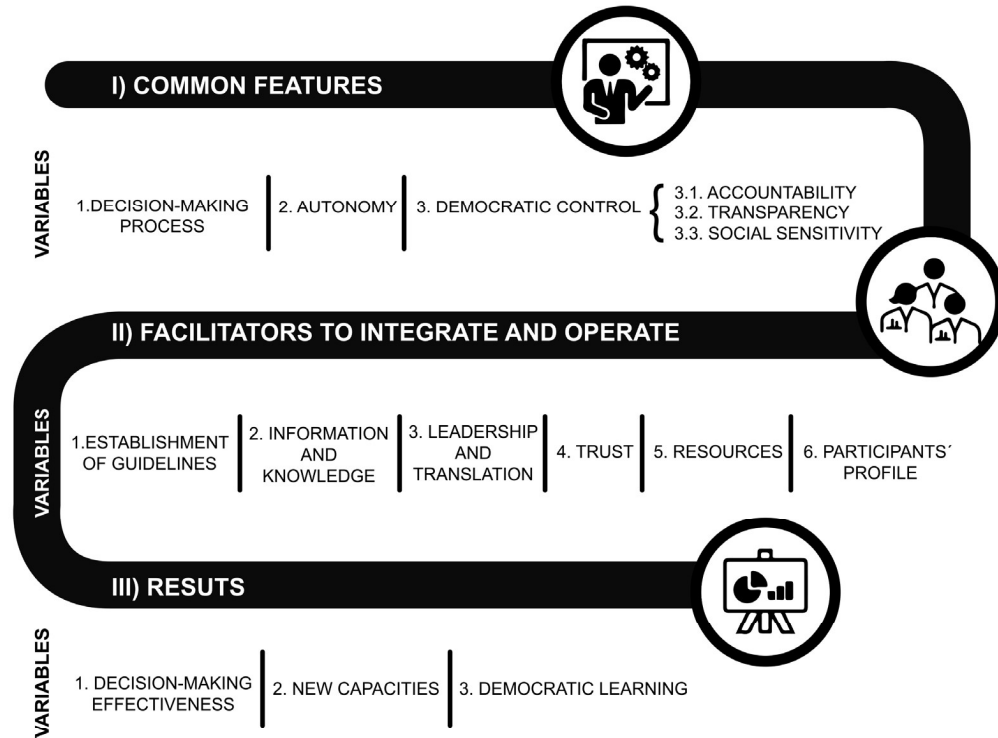 I) COMMON FEATURES
VARIABLES
1.DECISION-MAKING
PROCESS
2. AUTONOMY
3. DEMOCRATIC CONTROL {
3.1. ACCOUNTABILITY
3.2. TRANSPARENCY
3.3. SOCIAL SENSITIVITY
II) FACILITATORS TO INTEGRATE AND OPERATE
VARIABLES
1.ESTABLISHMENT
OF GUIDELINES
2. INFORMATION
AND
KNOWLEDGE
3. LEADERSHIP
AND
TRANSLATION
4. TRUST
5. RESOURCES
6. PARTICIPANTS´
PROFILE
III) RESUTS
VARIABLES
1. DECISION-MAKING
EFFECTIVENESS
2. NEW CAPACITIES
3. DEMOCRATIC LEARNING